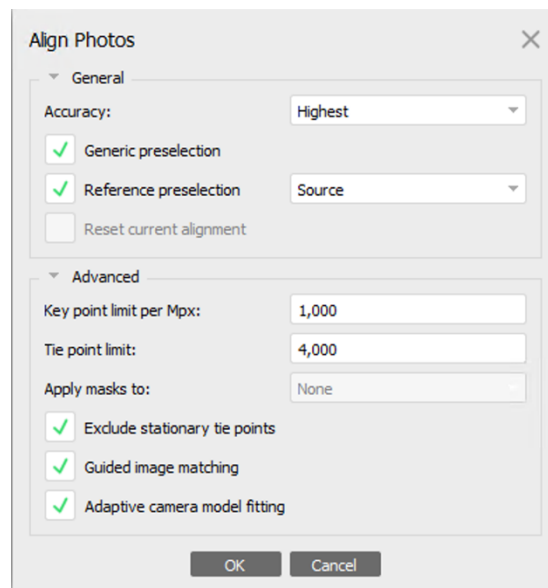 Align Photos
General
Accuracy: Highest
Generic preselection
Reference preselection Source
Reset current alignment
Advanced
Key point limit per Mpx: 1,000
Tie point limit: 4,000
Apply masks to: None
Exclude stationary tie points
Guided image matching
Adaptive camera model fitting
OK Cancel